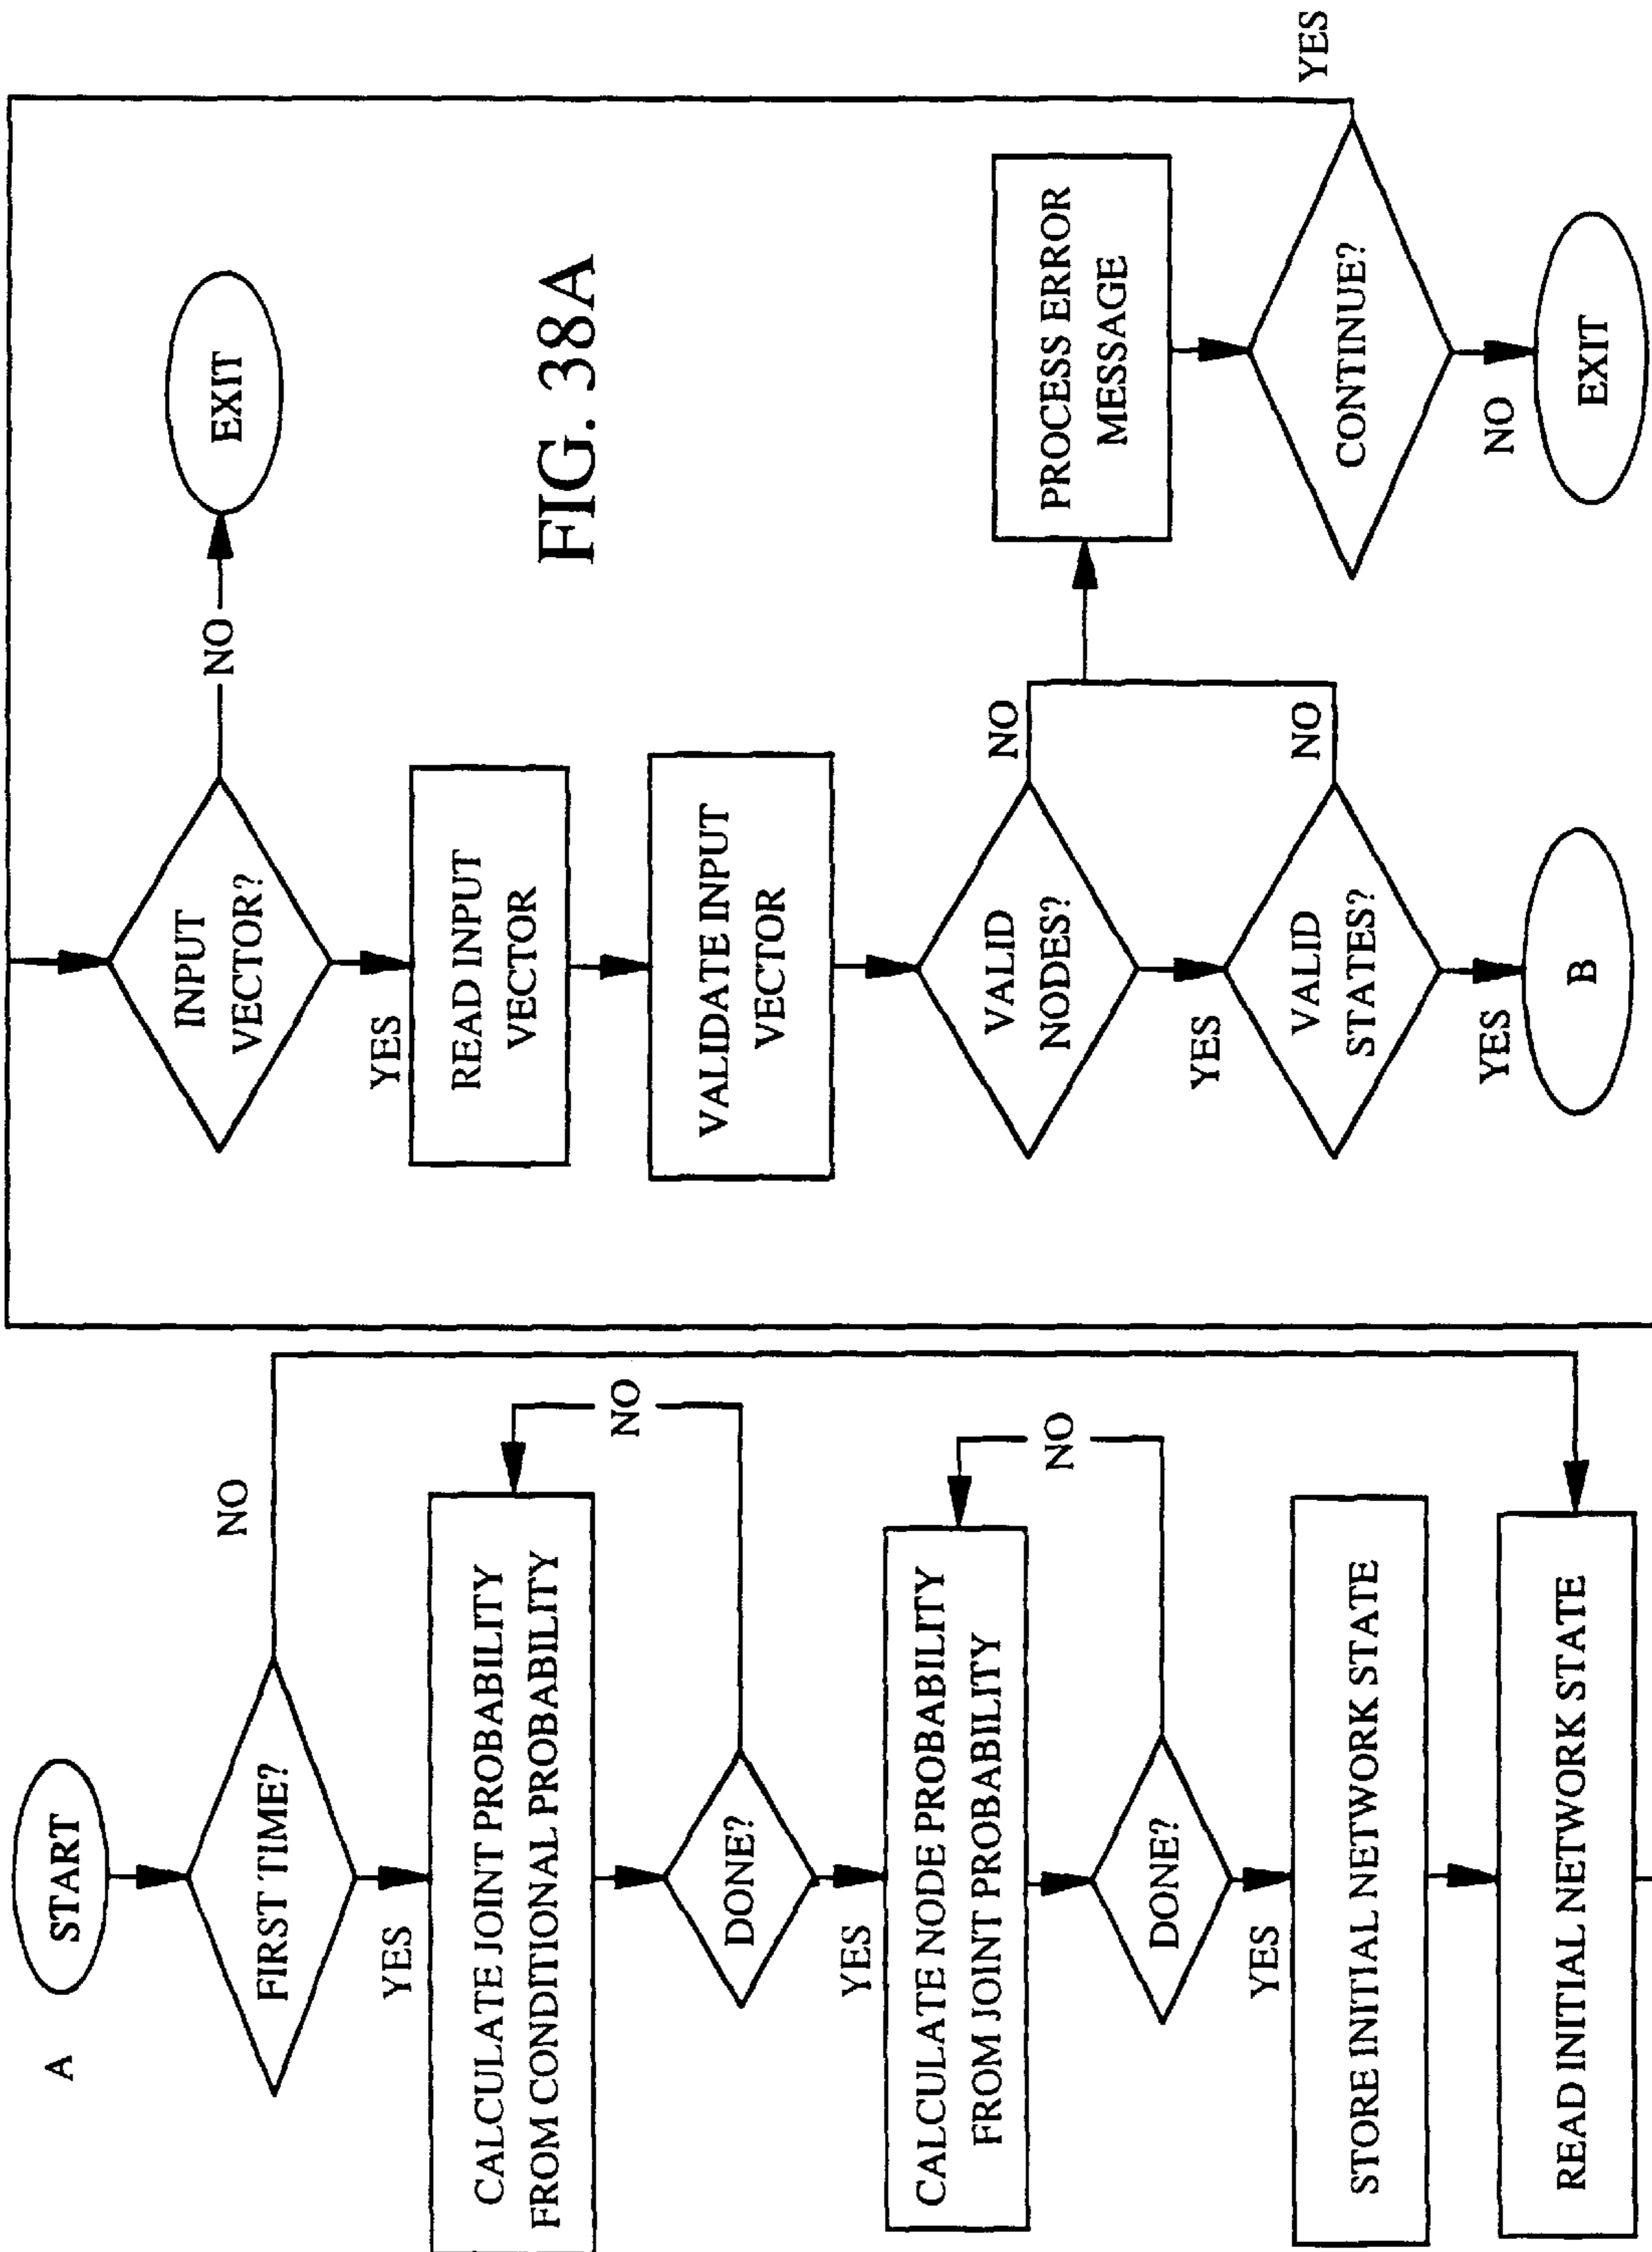 A
START
FIRST TIME?
NO
YES
CALCULATE JOINT PROBABILITY
FROM CONDITIONAL PROBABILITY
NO
DONE?
YES
CALCULATE NODE PROBABILITY
FROM JOINT PROBABILITY
NO
DONE?
YES
STORE INITIAL NETWORK STATE
READ INITIAL NETWORK STATE
INPUT
VECTOR?
NO
EXIT
YES
READ INPUT
VECTOR
VALIDATE INPUT
VECTOR
VALID
NODES?
NO
YES
VALID
STATES?
NO
YES
B
FIG. 38A
PROCESS ERROR
MESSAGE
CONTINUE?
YES
NO
EXIT